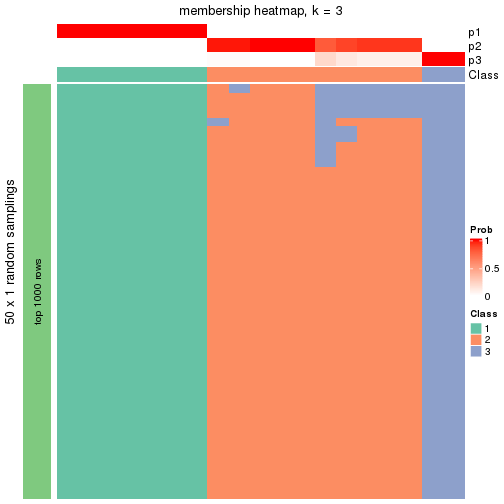 membership heatmap, k = 3
p1
p2
p3
Class
50 x 1 random samplings
top 1000 rows
Prob
1
0.5
0
Class
1
2
3